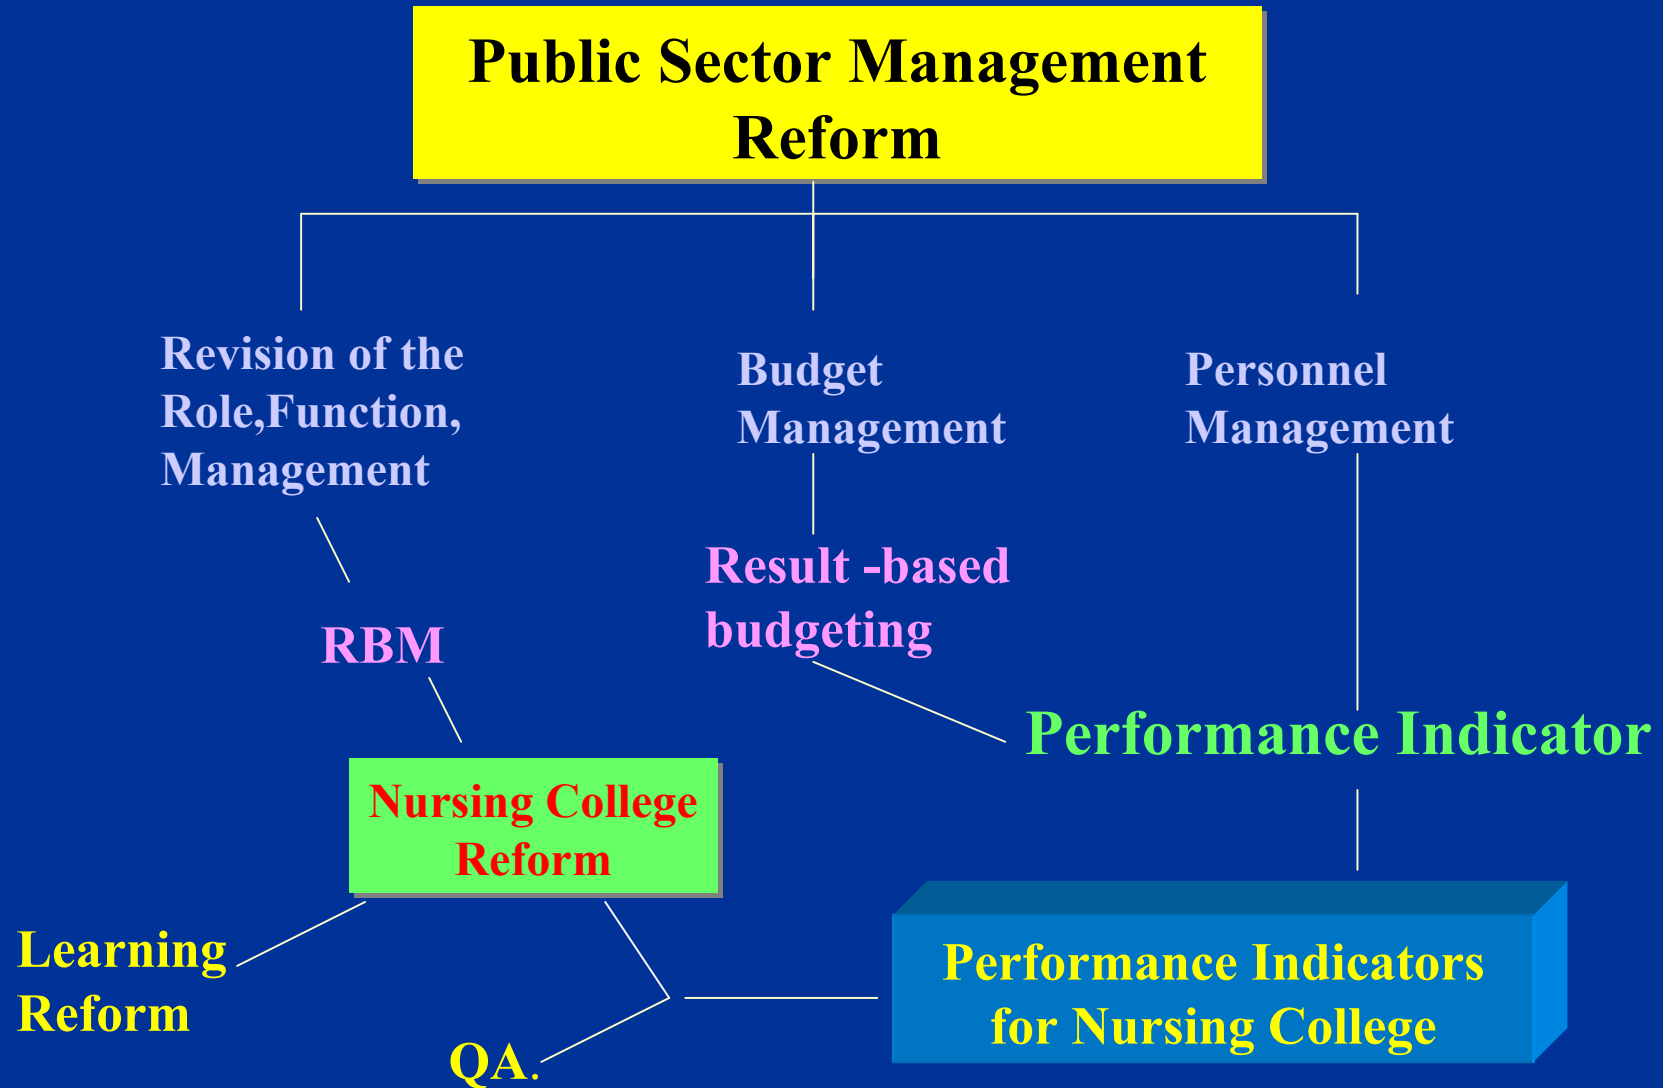 Public Sector Management
Reform
Revision of the
Role,Function,
Management
Budget
Management
Personnel
Management
Result -based
budgeting
RBM
Performance Indicator
Nursing College
Reform
Learning
Reform
Performance Indicators
for Nursing College
QA.